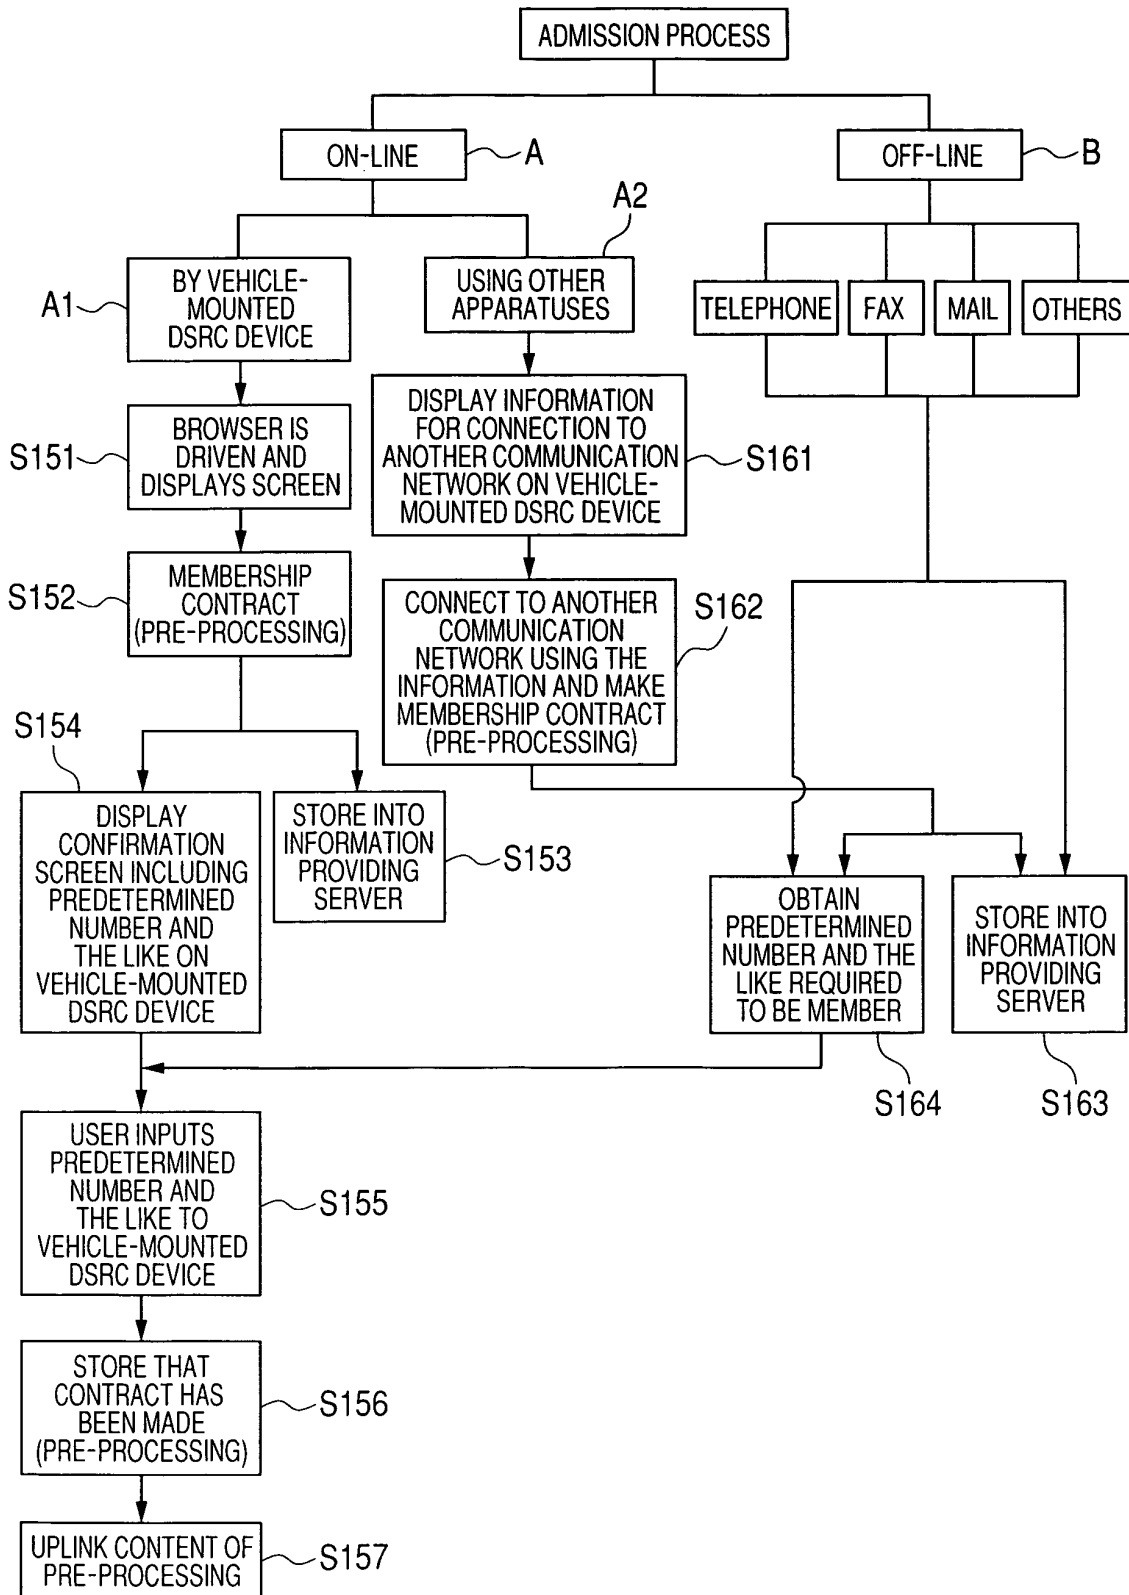 ADMISSION PROCESS
ON-LINE
A
OFF-LINE
B
A1
BY VEHICLE-
MOUNTED
DSRC DEVICE
A2
USING OTHER
APPARATUSES
TELEPHONE
FAX
MAIL
OTHERS
S151
BROWSER IS
DRIVEN AND
DISPLAYS SCREEN
DISPLAY INFORMATION
FOR CONNECTION TO
ANOTHER COMMUNICATION
NETWORK ON VEHICLE-
MOUNTED DSRC DEVICE
S161
S152
MEMBERSHIP
CONTRACT
(PRE-PROCESSING)
CONNECT TO ANOTHER
COMMUNICATION
NETWORK USING THE
INFORMATION AND MAKE
MEMBERSHIP CONTRACT
(PRE-PROCESSING)
S162
S154
DISPLAY
CONFIRMATION
SCREEN INCLUDING
PREDETERMINED
NUMBER AND
THE LIKE ON
VEHICLE-MOUNTED
DSRC DEVICE
STORE INTO
INFORMATION
PROVIDING
SERVER
S153
OBTAIN
PREDETERMINED
NUMBER AND THE
LIKE REQUIRED
TO BE MEMBER
S164
STORE INTO
INFORMATION
PROVIDING
SERVER
S163
USER INPUTS
PREDETERMINED
NUMBER AND
THE LIKE TO
VEHICLE-MOUNTED
DSRC DEVICE
S155
STORE THAT
CONTRACT HAS
BEEN MADE
(PRE-PROCESSING)
S156
UPLINK CONTENT OF
PRE-PROCESSING
S157